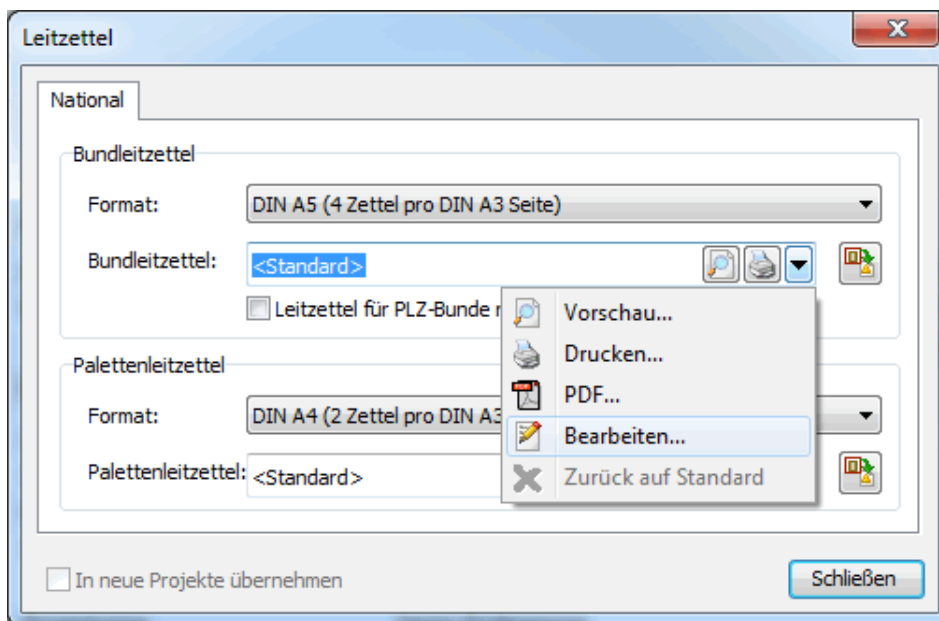 Leitzettel
National
Bundleitzettel
Format:
DIN A5 (4 Zettel pro DIN A3 Seite)
Bundleitzettel:
<Standard>
Leitzettel für PLZ-Bunde
Vorschau...
Drucken...
PDF...
Bearbeiten...
Zurück auf Standard
Palettenleitzettel
Format:
DIN A4 (2 Zettel pro DIN A3
Palettenleitzettel:
<Standard>
In neue Projekte übernehmen
Schließen